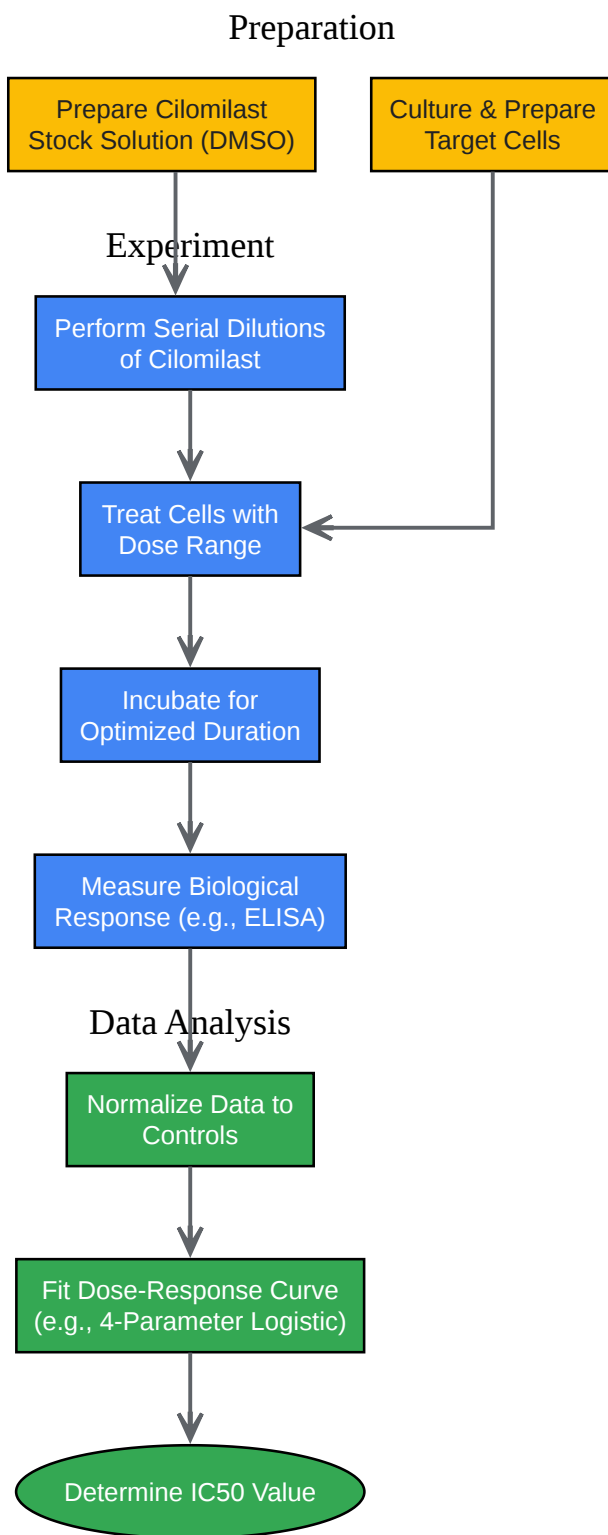 Preparation
Prepare Cilomilast
Stock Solution (DMSO)
Culture & Prepare
Target Cells
Experiment
Perform Serial Dilutions
of Cilomilast
Treat Cells with
Dose Range
Incubate for
Optimized Duration
Measure Biological
Response (e.g., ELISA)
Data Analysis
Normalize Data to
Controls
Fit Dose-Response Curve
(e.g., 4-Parameter Logistic)
Determine IC50 Value